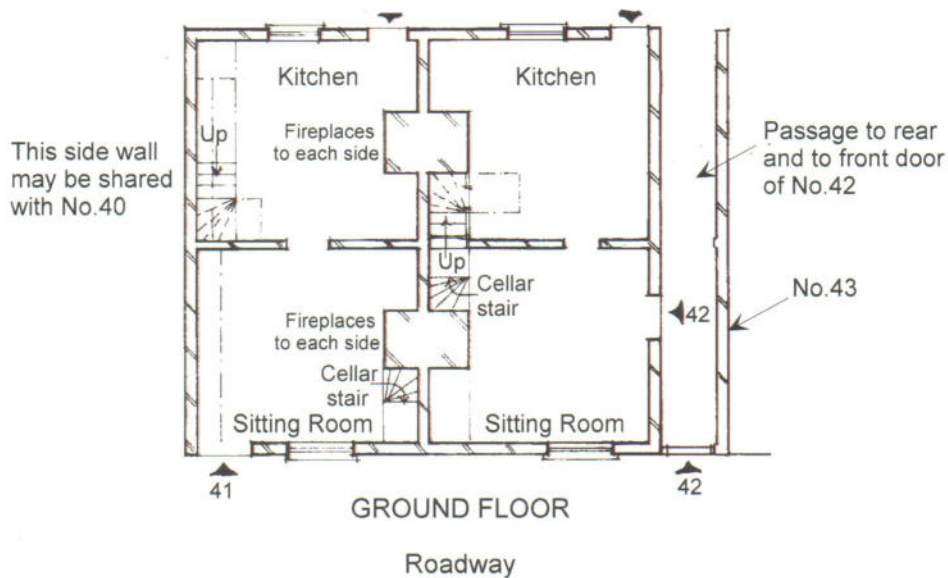 Kitchen
Kitchen
Up
Fireplaces
to each side
This side wall
may be shared
with No.40
Passage to rear
and to front door
of No.42
Up
Cellar
stair
No.43
42
Fireplaces
to each side
Cellar
stair
Sitting Room
Sitting Room
41
42
GROUND FLOOR
Roadway